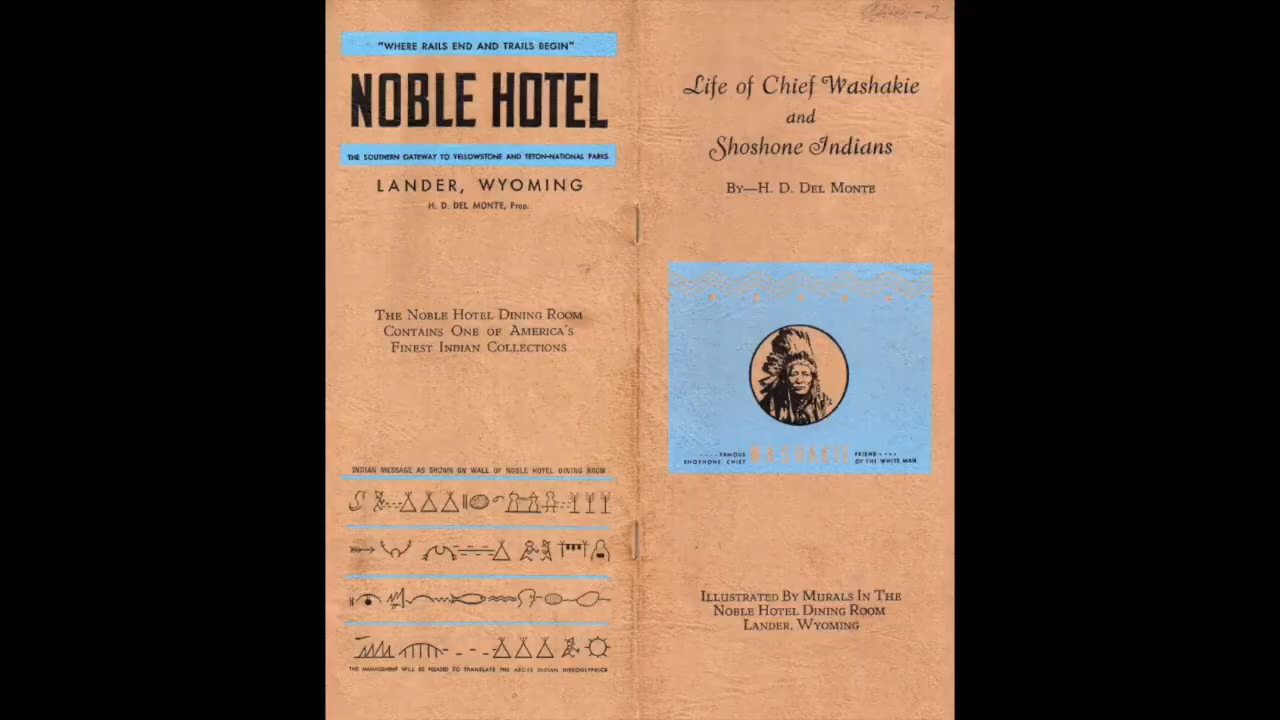 "WHERE RAILS END AND TRAILS BEGIN"
NOBLE HOTEL
THE SOUTHERN GATEWAY TO YELLOWSTONE AND TETON-NATIONAL PARKS
LANDER, WYOMING
H. D. DEL MONTE, Prop.
THE NOBLE HOTEL DINING ROOM
CONTAINS ONE OF AMERICA'S
FINEST INDIAN COLLECTIONS
INDIAN MESSAGE AS SHOWN ON WALL OF NOBLE HOTEL DINING ROOM
THE MANAGEMENT WILL BE PLEASED TO TRANSLATE THE ABOVE INDIAN HIEROGLYPHICS
Life of Chief Washakie
and
Shoshone Indians
BY—H. D. DEL MONTE
····FAMOUS
SHOSHONE CHIEF
WASHAKIE
FRIEND····
OF THE WHITE MAN
ILLUSTRATED BY MURALS IN THE
NOBLE HOTEL DINING ROOM
LANDER, WYOMING